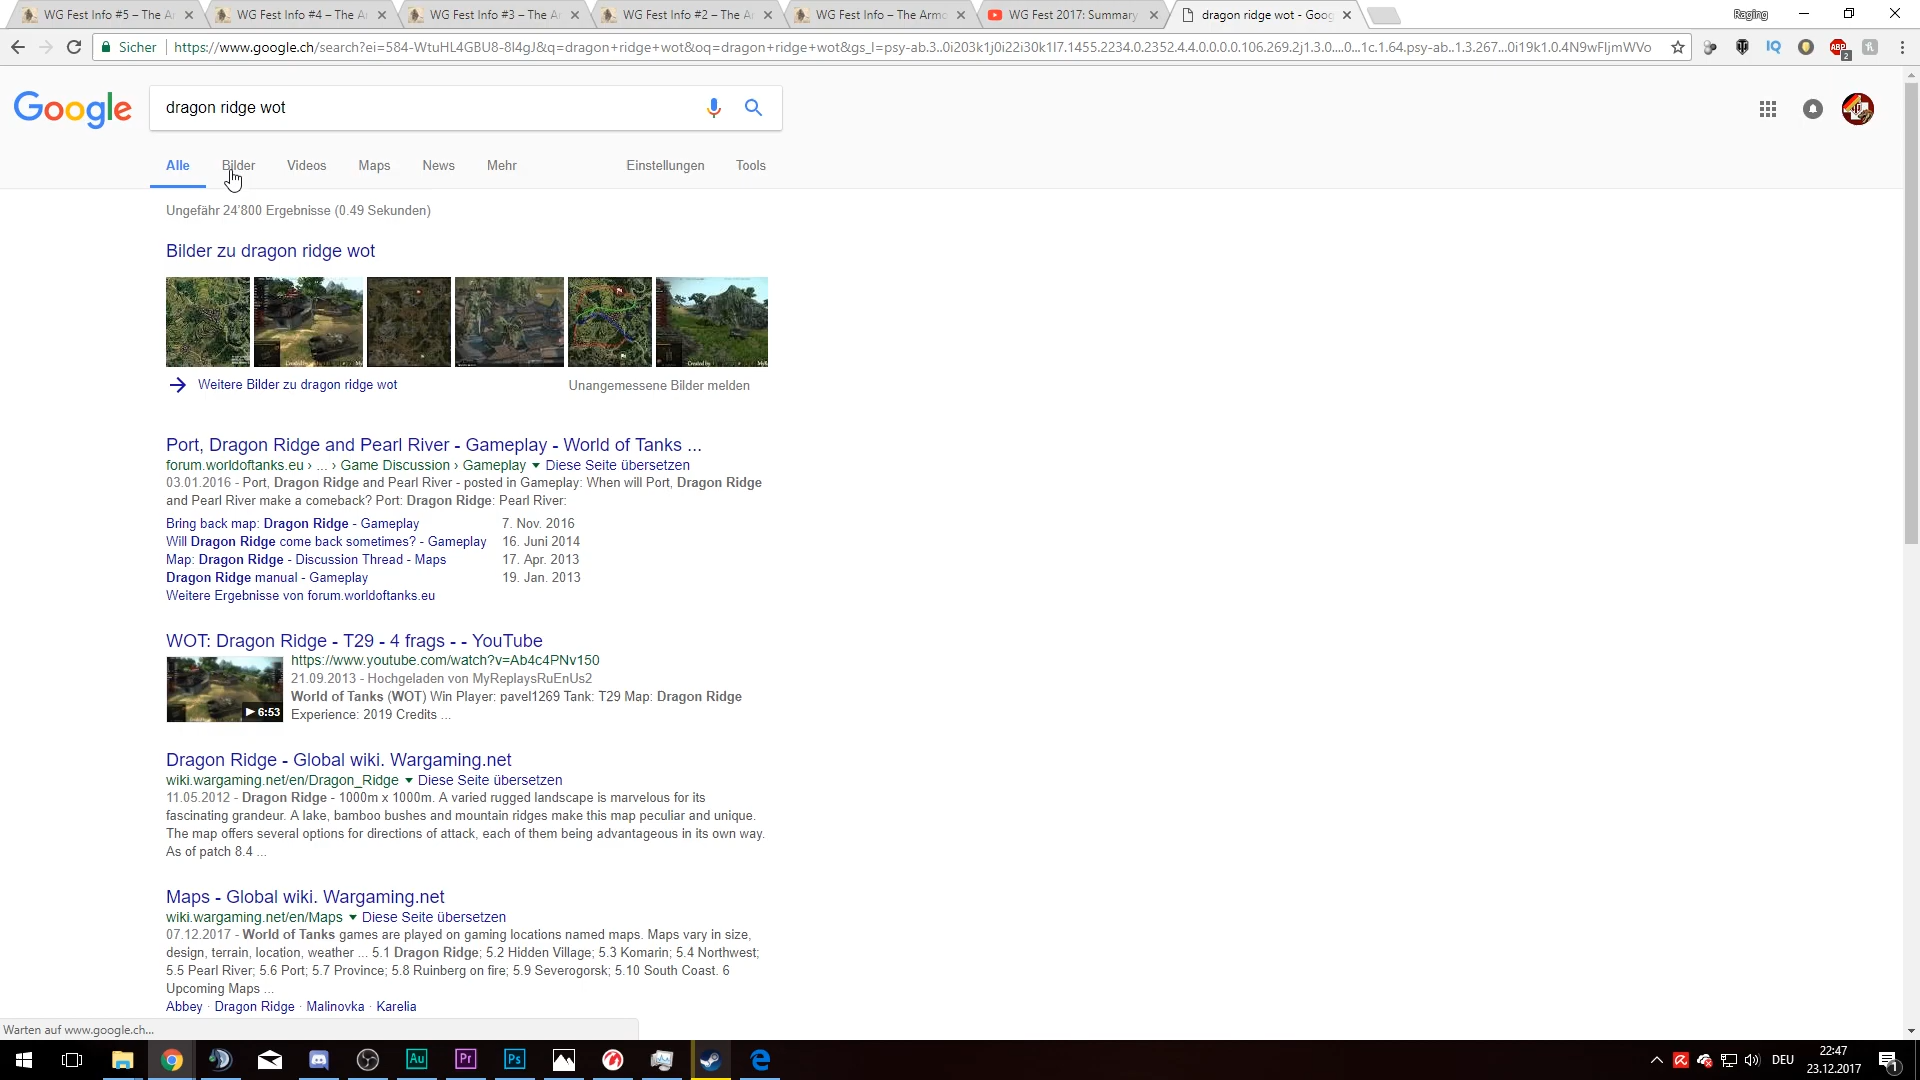 WG Fest Info #5 – The Ar
WG Fest Info #4 – The Ar
WG Fest Info #3 – The Ar
WG Fest Info #2 – The Ar
WG Fest Info – The Armo
WG Fest 2017: Summary
dragon ridge wot - Goog
Raging
Sicher
https://www.google.ch/search?ei=584-WtuHL4GBU8-8l4gJ&q=dragon+ridge+wot&oq=dragon+ridge+wot&gs_l=psy-ab.3..0i203k1j0i22i30k1l7.1455.2234.0.2352.4.4.0.0.0.0.106.269.2j1.3.0....0...1c.1.64.psy-ab..1.3.267...0i19k1.0.4N9wFIjmWVo
IQ
ABP
2
Google
dragon ridge wot
Alle
Bilder
Videos
Maps
News
Mehr
Einstellungen
Tools
Ungefähr 24'800 Ergebnisse (0.49 Sekunden)
Bilder zu dragon ridge wot
Weitere Bilder zu dragon ridge wot
Unangemessene Bilder melden
Port, Dragon Ridge and Pearl River - Gameplay - World of Tanks ...
forum.worldoftanks.eu › ... › Game Discussion › Gameplay ▾ Diese Seite übersetzen
03.01.2016 - Port, Dragon Ridge and Pearl River - posted in Gameplay: When will Port, Dragon Ridge
and Pearl River make a comeback? Port: Dragon Ridge: Pearl River:
Bring back map: Dragon Ridge - Gameplay 7. Nov. 2016
Will Dragon Ridge come back sometimes? - Gameplay 16. Juni 2014
Map: Dragon Ridge - Discussion Thread - Maps 17. Apr. 2013
Dragon Ridge manual - Gameplay 19. Jan. 2013
Weitere Ergebnisse von forum.worldoftanks.eu
WOT: Dragon Ridge - T29 - 4 frags - - YouTube
https://www.youtube.com/watch?v=Ab4c4PNv150
21.09.2013 - Hochgeladen von MyReplaysRuEnUs2
World of Tanks (WOT) Win Player: pavel1269 Tank: T29 Map: Dragon Ridge
Experience: 2019 Credits ...
▶ 6:53
Dragon Ridge - Global wiki. Wargaming.net
wiki.wargaming.net/en/Dragon_Ridge ▾ Diese Seite übersetzen
11.05.2012 - Dragon Ridge - 1000m x 1000m. A varied rugged landscape is marvelous for its
fascinating grandeur. A lake, bamboo bushes and mountain ridges make this map peculiar and unique.
The map offers several options for directions of attack, each of them being advantageous in its own way.
As of patch 8.4 ...
Maps - Global wiki. Wargaming.net
wiki.wargaming.net/en/Maps ▾ Diese Seite übersetzen
07.12.2017 - World of Tanks games are played on gaming locations named maps. Maps vary in size,
design, terrain, location, weather ... 5.1 Dragon Ridge; 5.2 Hidden Village; 5.3 Komarin; 5.4 Northwest;
5.5 Pearl River; 5.6 Port; 5.7 Province; 5.8 Ruinberg on fire; 5.9 Severogorsk; 5.10 South Coast. 6
Upcoming Maps ...
Abbey · Dragon Ridge · Malinovka · Karelia
Warten auf www.google.ch...
Au
Pr
Ps
DEU
22:47
23.12.2017
1